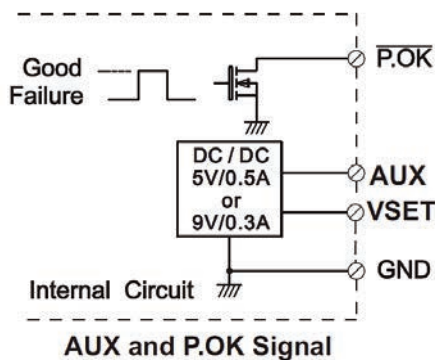 P.OK
Good
Failure
DC / DC
5V/0.5A
or
9V/0.3A
AUX
VSET
GND
Internal Circuit
AUX and P.OK Signal